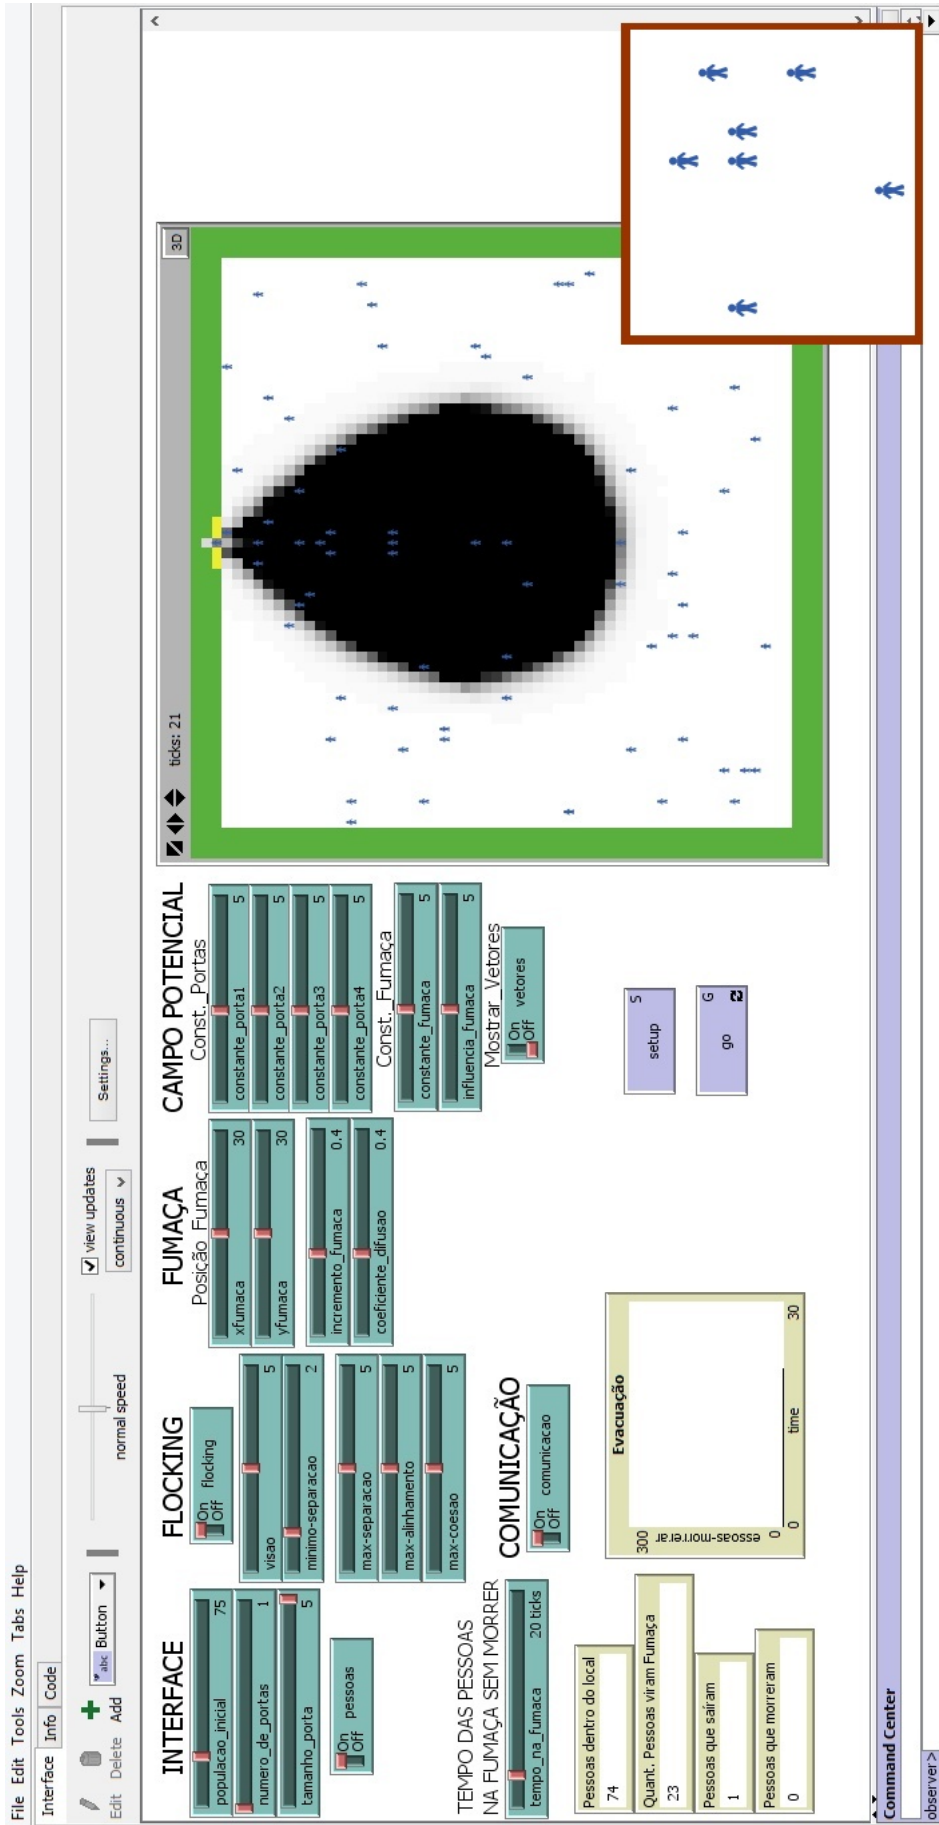 File Edit Tools Zoom Tabs Help
Interface Info Code
Edit Delete Add
abc Button
normal speed
view updates
continuous
Settings...
INTERFACE
populacao_inicial 75
numero_de_portas 1
tamanho_porta 5
On
Off
pessoas
TEMPO DAS PESSOAS
NA FUMAÇA SEM MORRER
tempo_na_fumaca 20 ticks
Pessoas dentro do local
74
Quant. Pessoas viram Fumaça
23
Pessoas que sairam
1
Pessoas que morreram
0
FLOCKING
On
Off
flocking
visao 5
minimo-separacao 2
max-separacao 5
max-alinhamento 5
max-coesao 5
COMUNICAÇÃO
On
Off
comunicacao
Evacuação
300
essoas-morrerar
0
0
time
30
FUMAÇA
Posição_Fumaça
xfumaca 30
yfumaca 30
incremento_fumaca 0.4
coeficiente_difusao 0.4
CAMPO POTENCIAL
Const._Portas
constante_porta1 5
constante_porta2 5
constante_porta3 5
constante_porta4 5
Const._Fumaça
constante_fumaca 5
influencia_fumaca 5
Mostrar_Vetores
On
Off
vetores
setup S
go G
ticks: 21
3D
Command Center
observer>